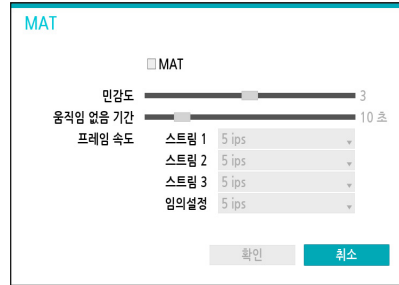 MAT
MAT
민감도 3
움직임 없음 기간 10 초
프레임 속도 스트림 1 5 ips
스트림 2 5 ips
스트림 3 5 ips
임의설정 5 ips
확인 취소